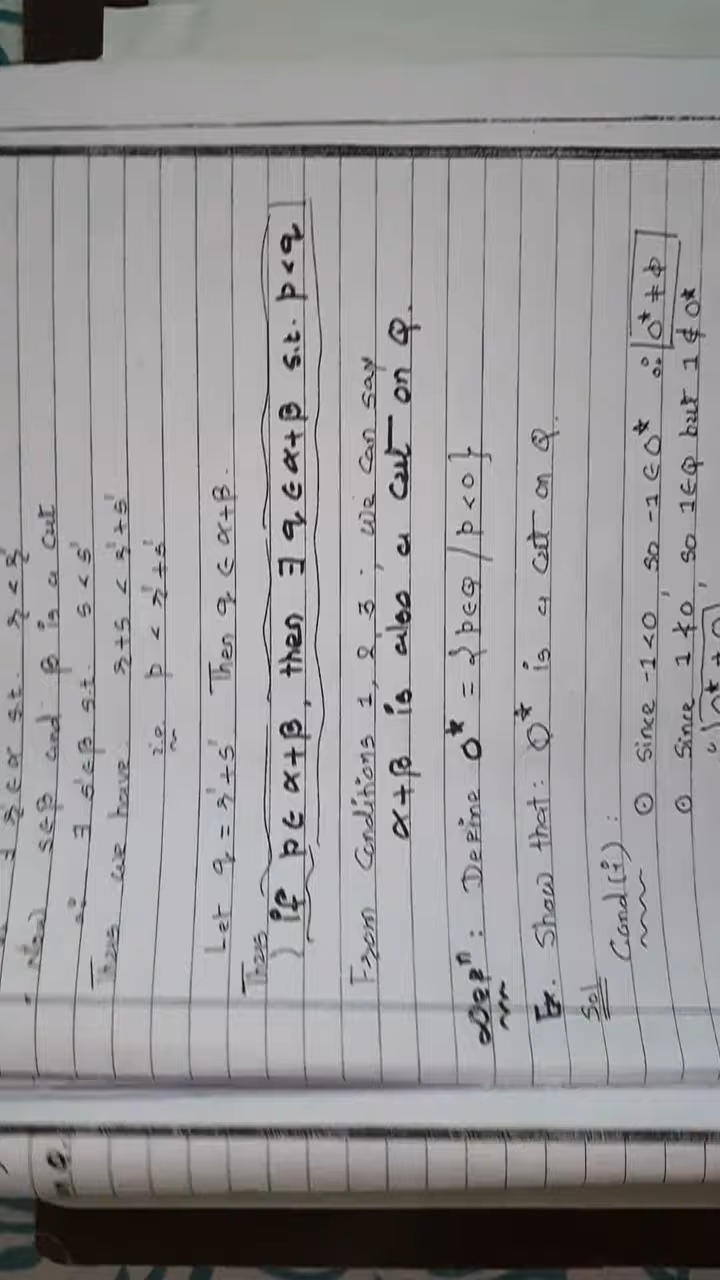 ∃ r' ∈ α s.t. r < r'
Now s∈β and β is a cut
∴ ∃ s'∈β s.t. s < s'
Thus we have r+s < r'+s'
i.e. p < r'+s'
Let q = r'+s'. Then q ∈ α+β.
Thus
) if p∈α+β, then ∃ q∈α+β s.t. p<q
From Conditions 1, 2, 3, we can say
α+β is also a cut on Q.
Defⁿ: Define 0* = {p∈Q / p<0}
Ex. Show that: 0* is a cut on Q.
Sol
Cond(i):
⊙ Since -1<0, so -1∈0* ∴ 0*≠ϕ
⊙ Since 1≮0, so 1∈Q but 1∉0*